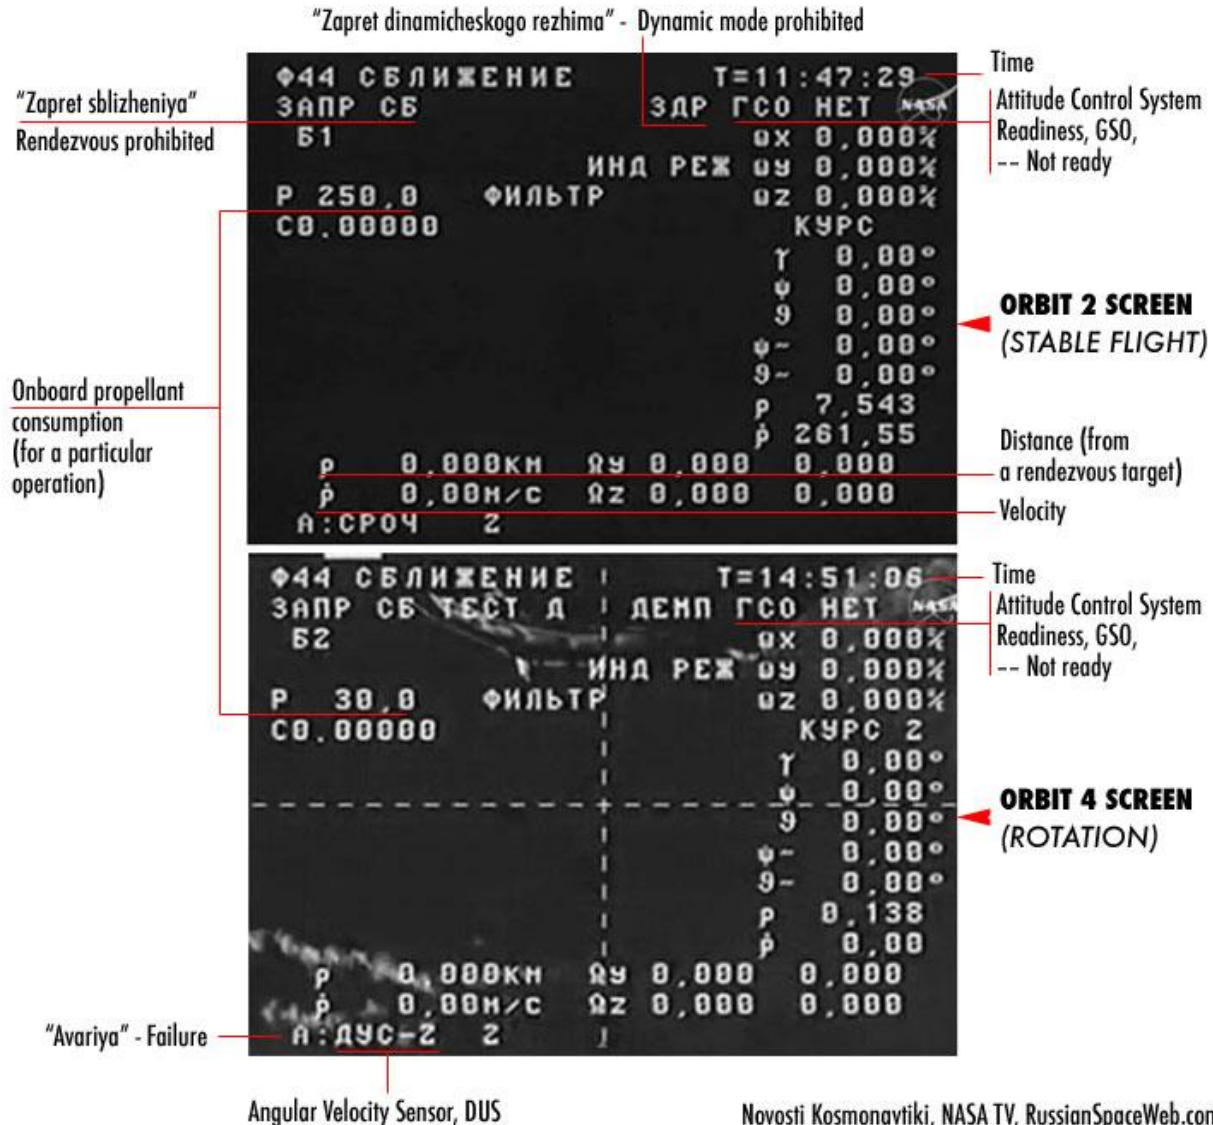 "Zapret dinamicheskogo rezhima" - Dynamic mode prohibited
"Zapret sblizheniya"
Rendezvous prohibited
Ф44 СБЛИЖЕНИЕ T=11:47:29
ЗАПР СБ ЗДР ГСО НЕТ
Б1 ωX 0,000%
ИНД РЕЖ ωУ 0,000%
Р 250,0 ФИЛЬТР ωZ 0,000%
С0.00000 КУРС
γ 0,00°
ψ 0,00°
ϑ 0,00°
ψ~ 0,00°
ϑ~ 0,00°
ρ 7,543
ρ̇ 261,55
ρ 0,000КМ ΩУ 0,000 0,000
ρ̇ 0,00М/С ΩZ 0,000 0,000
А:СРОЧ 2
NASA
Time
Attitude Control System
Readiness, GSO,
-- Not ready
ORBIT 2 SCREEN
(STABLE FLIGHT)
Onboard propellant
consumption
(for a particular
operation)
Distance (from
a rendezvous target)
Velocity
Ф44 СБЛИЖЕНИЕ T=14:51:06
ЗАПР СБ ТЕСТ Д ДЕМП ГСО НЕТ
Б2 ωX 0,000%
ИНД РЕЖ ωУ 0,000%
Р 30,0 ФИЛЬТР ωZ 0,000%
С0.00000 КУРС 2
γ 0,00°
ψ 0,00°
ϑ 0,00°
ψ~ 0,00°
ϑ~ 0,00°
ρ 0,138
ρ̇ 0,00
ρ 0,000КМ ΩУ 0,000 0,000
ρ̇ 0,00М/С ΩZ 0,000 0,000
А:ДУС-2 2
NASA
Time
Attitude Control System
Readiness, GSO,
-- Not ready
ORBIT 4 SCREEN
(ROTATION)
"Avariya" - Failure
Angular Velocity Sensor, DUS
Novosti Kosmonavtiki, NASA TV, RussianSpaceWeb.com